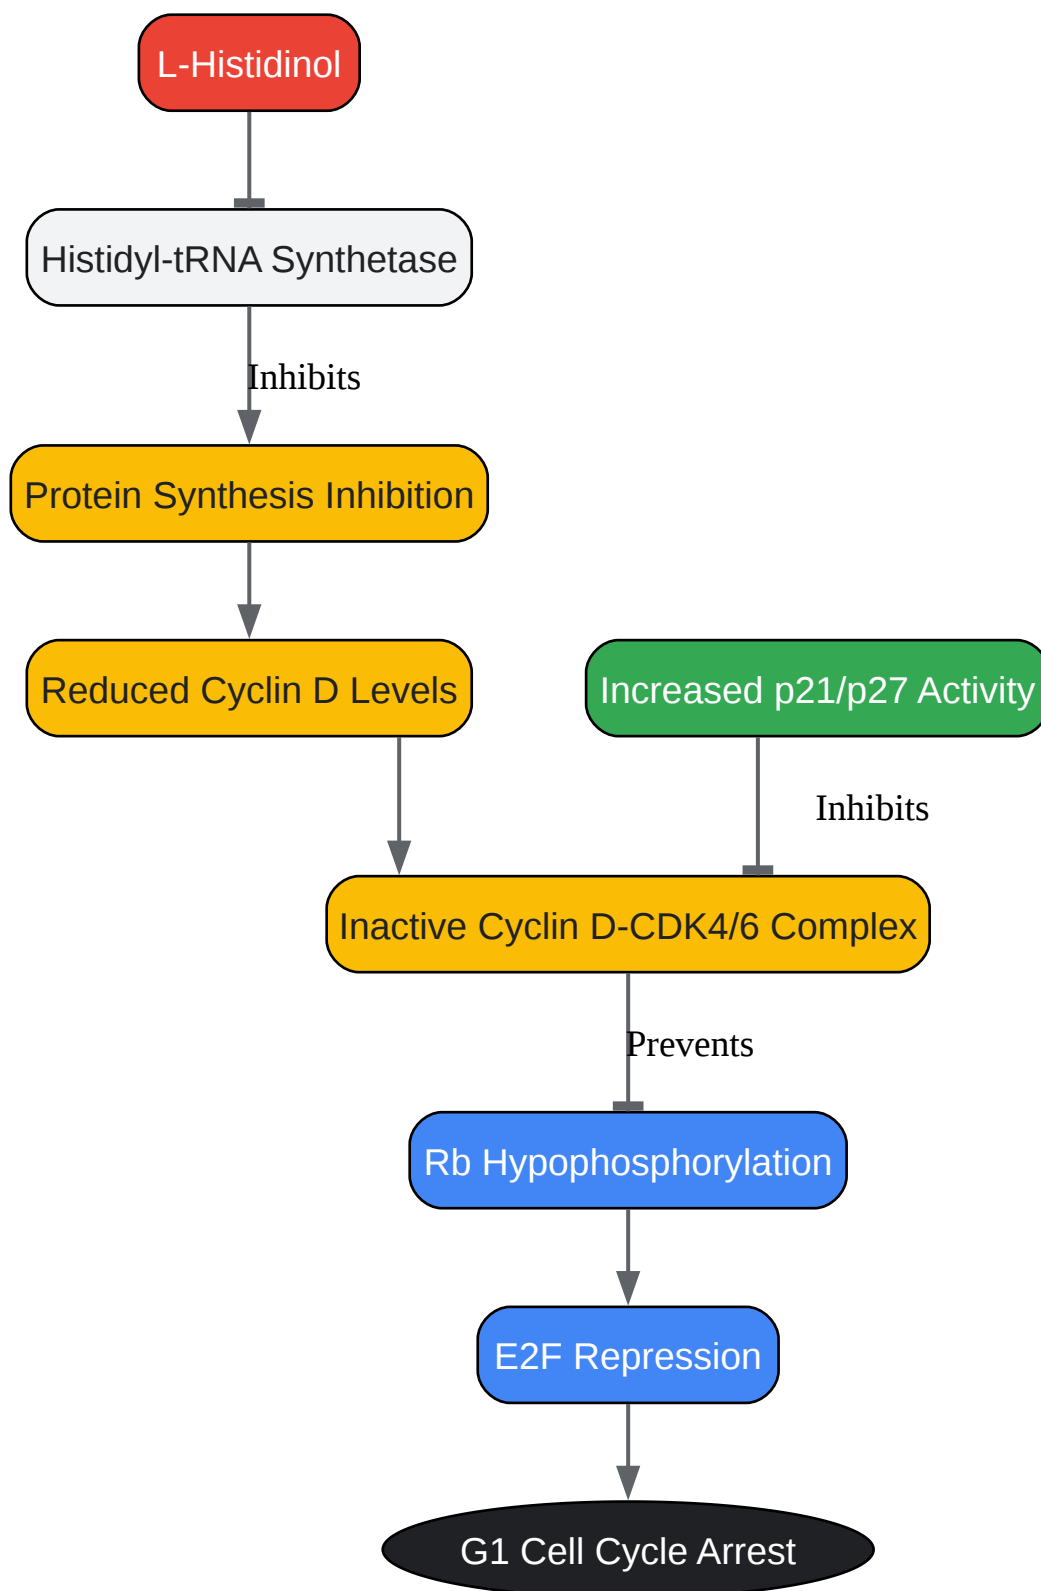 L-Histidinol
Histidyl-tRNA Synthetase
Inhibits
Protein Synthesis Inhibition
Reduced Cyclin D Levels
Increased p21/p27 Activity
Inhibits
Inactive Cyclin D-CDK4/6 Complex
Prevents
Rb Hypophosphorylation
E2F Repression
G1 Cell Cycle Arrest